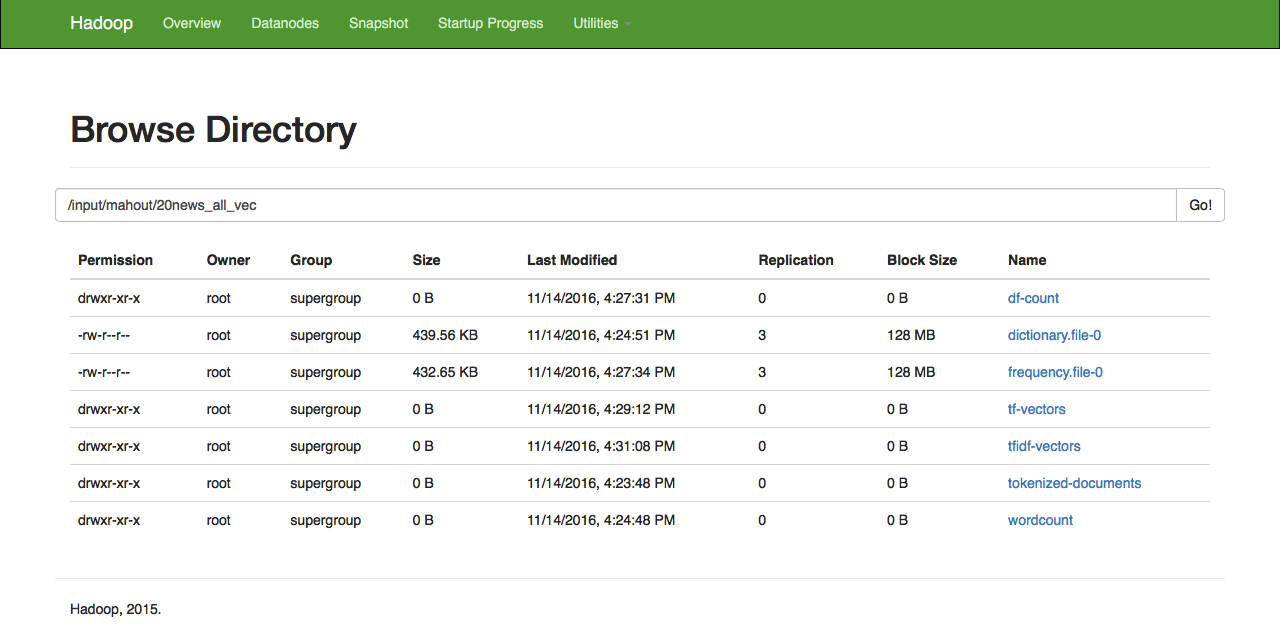 Hadoop Overview Datanodes Snapshot Startup Progress Utilities
Browse Directory
/input/mahout/20news_all_vec Go!
Permission Owner Group Size Last Modified Replication Block Size Name
drwxr-xr-x root supergroup 0 B 11/14/2016, 4:27:31 PM 0 0 B df-count
-rw-r--r-- root supergroup 439.56 KB 11/14/2016, 4:24:51 PM 3 128 MB dictionary.file-0
-rw-r--r-- root supergroup 432.65 KB 11/14/2016, 4:27:34 PM 3 128 MB frequency.file-0
drwxr-xr-x root supergroup 0 B 11/14/2016, 4:29:12 PM 0 0 B tf-vectors
drwxr-xr-x root supergroup 0 B 11/14/2016, 4:31:08 PM 0 0 B tfidf-vectors
drwxr-xr-x root supergroup 0 B 11/14/2016, 4:23:48 PM 0 0 B tokenized-documents
drwxr-xr-x root supergroup 0 B 11/14/2016, 4:24:48 PM 0 0 B wordcount
Hadoop, 2015.